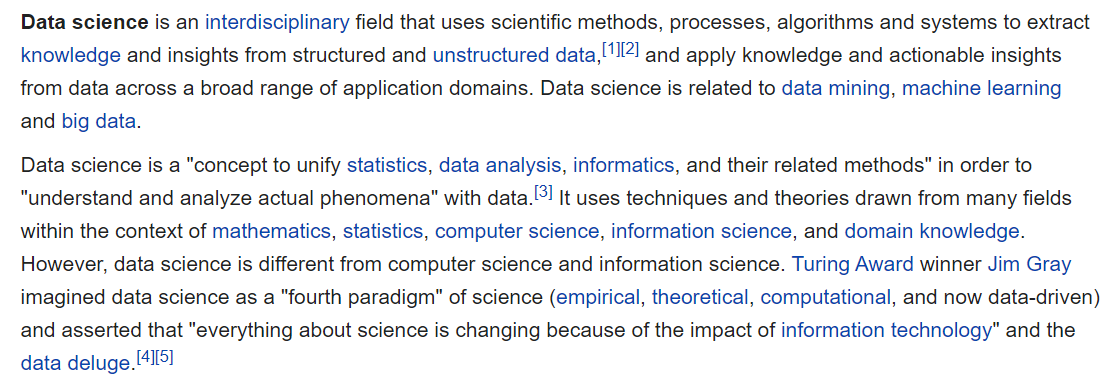 Data science is an interdisciplinary field that uses scientific methods, processes, algorithms and systems to extract
knowledge and insights from structured and unstructured data,[1][2] and apply knowledge and actionable insights
from data across a broad range of application domains. Data science is related to data mining, machine learning
and big data.
Data science is a "concept to unify statistics, data analysis, informatics, and their related methods" in order to
"understand and analyze actual phenomena" with data.[3] It uses techniques and theories drawn from many fields
within the context of mathematics, statistics, computer science, information science, and domain knowledge.
However, data science is different from computer science and information science. Turing Award winner Jim Gray
imagined data science as a "fourth paradigm" of science (empirical, theoretical, computational, and now data-driven)
and asserted that "everything about science is changing because of the impact of information technology" and the
data deluge.[4][5]